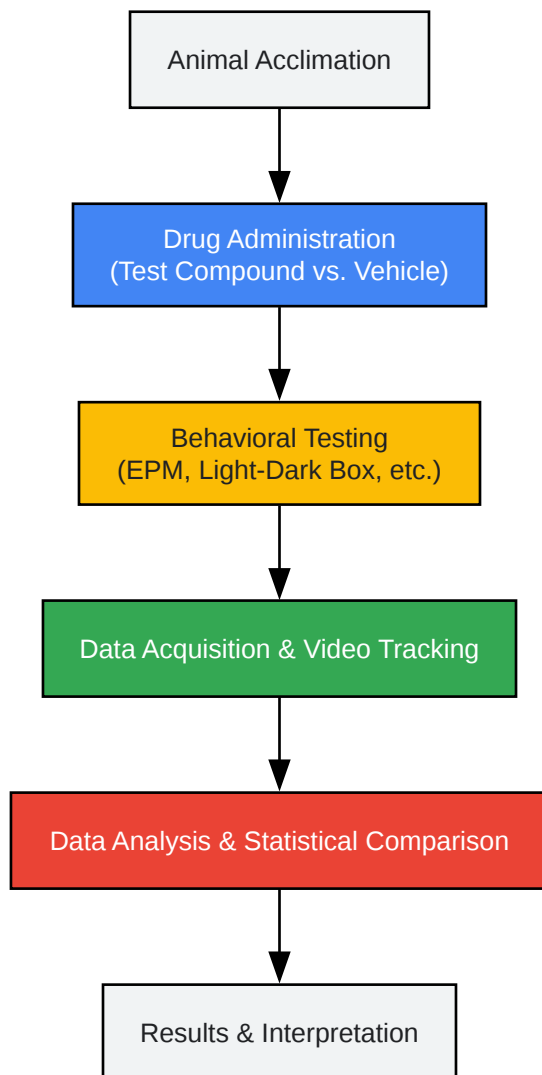 Animal Acclimation
Drug Administration
(Test Compound vs. Vehicle)
Behavioral Testing
(EPM, Light-Dark Box, etc.)
Data Acquisition & Video Tracking
Data Analysis & Statistical Comparison
Results & Interpretation